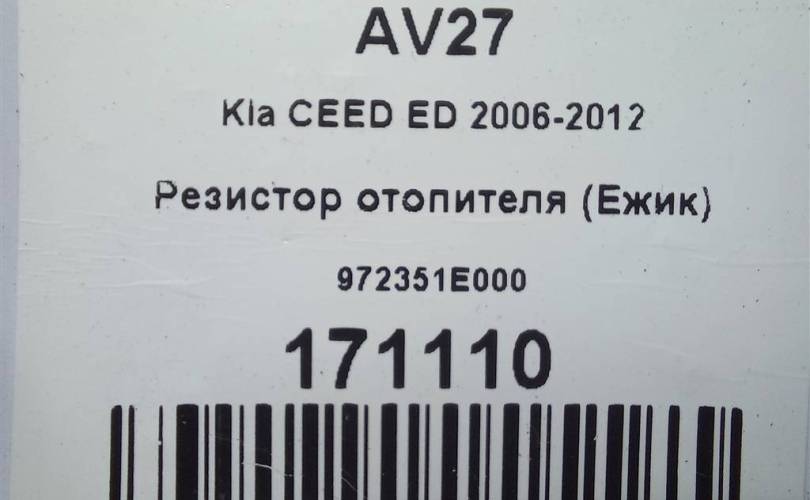 AV27
Kia CEED ED 2006-2012
Резистор отопителя (Ежик)
972351E000
171110